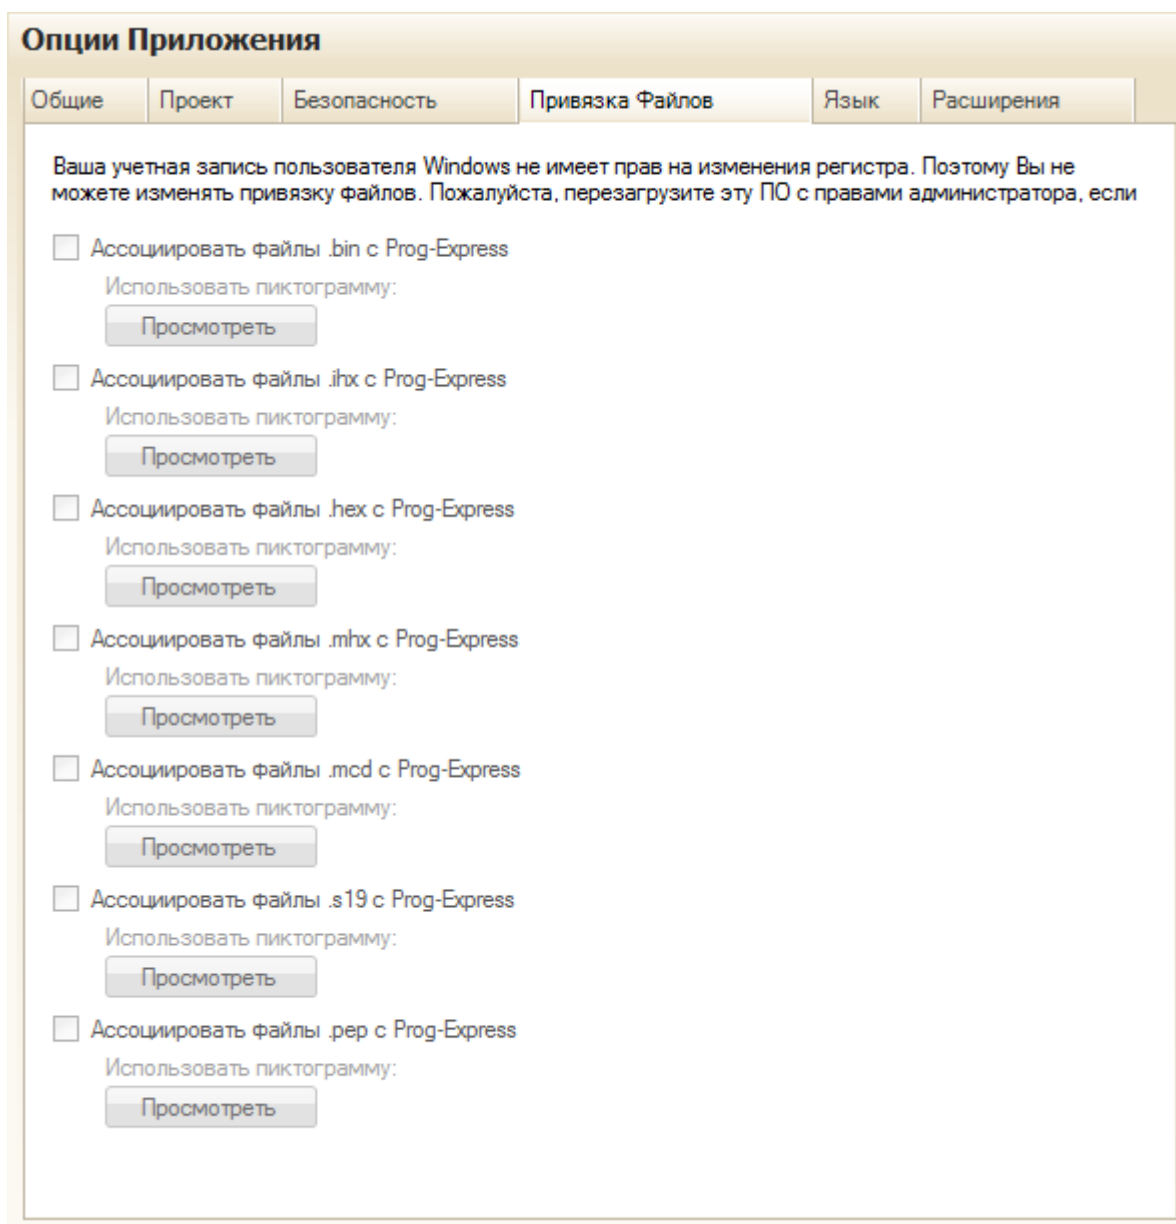 Опции Приложения
Общие Проект Безопасность Привязка Файлов Язык Расширения
Ваша учетная запись пользователя Windows не имеет прав на изменения регистра. Поэтому Вы не
можете изменять привязку файлов. Пожалуйста, перезагрузите эту ПО с правами администратора, если
Ассоциировать файлы .bin с Prog-Express
Использовать пиктограмму:
Просмотреть
Ассоциировать файлы .ihx с Prog-Express
Использовать пиктограмму:
Просмотреть
Ассоциировать файлы .hex с Prog-Express
Использовать пиктограмму:
Просмотреть
Ассоциировать файлы .mhx с Prog-Express
Использовать пиктограмму:
Просмотреть
Ассоциировать файлы .mcd с Prog-Express
Использовать пиктограмму:
Просмотреть
Ассоциировать файлы .s19 с Prog-Express
Использовать пиктограмму:
Просмотреть
Ассоциировать файлы .pep с Prog-Express
Использовать пиктограмму:
Просмотреть